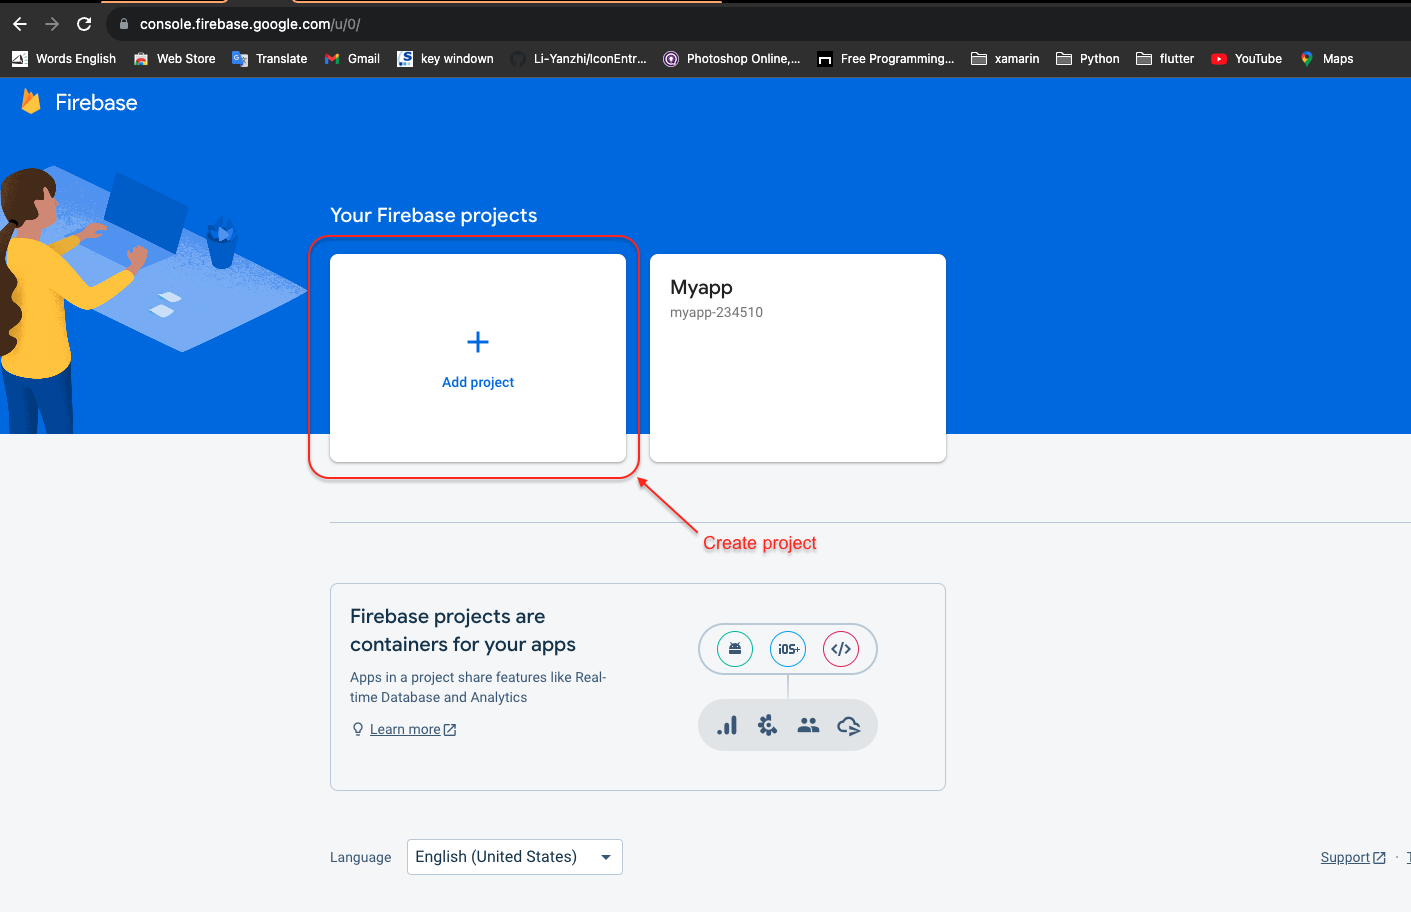 console.firebase.google.com/u/0/
Words English
Web Store
Translate
Gmail
key window
Li-Yanzhi/IconEntr...
Photoshop Online,...
Free Programming...
xamarin
Python
flutter
YouTube
Maps
Firebase
Your Firebase projects
Add project
Myapp
myapp-234510
Create project
Firebase projects are
containers for your apps
Apps in a project share features like Real-
time Database and Analytics
Learn more
iOS+
</>
Language
English (United States)
Support ·